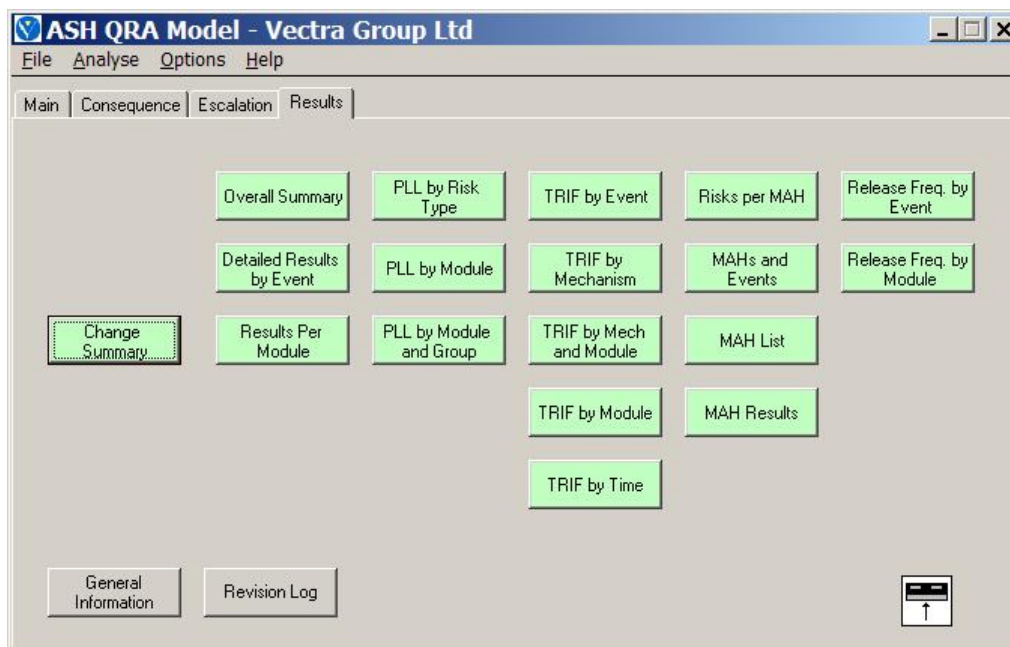 ASH QRA Model - Vectra Group Ltd
File Analyse Options Help
Main Consequence Escalation Results
Overall Summary
PLL by Risk
Type
TRIF by Event
Risks per MAH
Release Freq. by
Event
Detailed Results
by Event
PLL by Module
TRIF by
Mechanism
MAHs and
Events
Release Freq. by
Module
Change
Summary
Results Per
Module
PLL by Module
and Group
TRIF by Mech
and Module
MAH List
TRIF by Module
MAH Results
TRIF by Time
General
Information
Revision Log